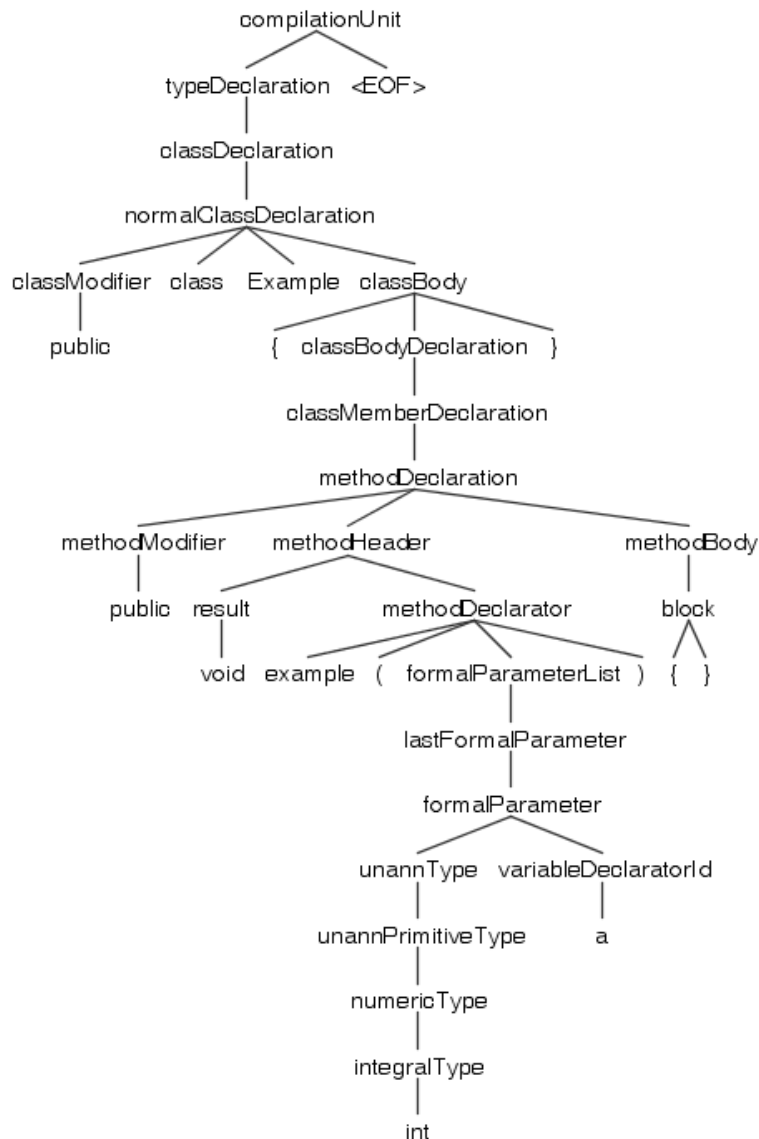 compilationUnit
typeDeclaration <EOF>
classDeclaration
normalClassDeclaration
classModifier class Example classBody
public { classBodyDeclaration }
classMemberDeclaration
methodDeclaration
methodModifier methodHeader methodBody
public result methodDeclarator block
void example ( formalParameterList ) { }
lastFormalParameter
formalParameter
unannType variableDeclaratorId
unannPrimitiveType a
numericType
integralType
int